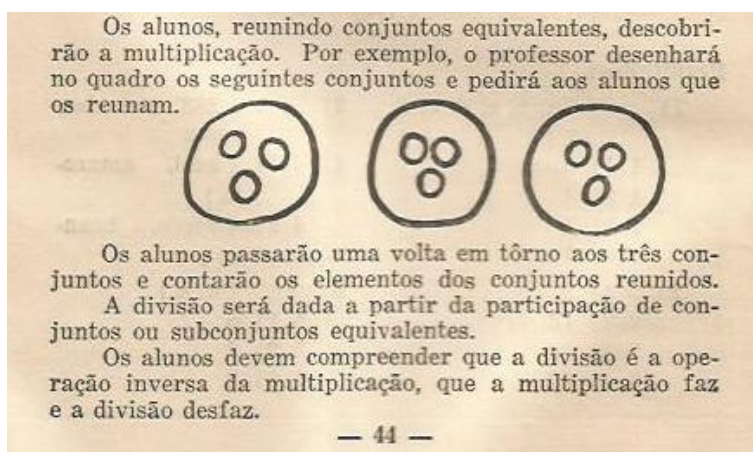 Os alunos, reunindo conjuntos equivalentes, descobri-
rão a multiplicação. Por exemplo, o professor desenhará
no quadro os seguintes conjuntos e pedirá aos alunos que
os reunam.
Os alunos passarão uma volta em tôrno aos três con-
juntos e contarão os elementos dos conjuntos reunidos.
A divisão será dada a partir da participação de con-
juntos ou subconjuntos equivalentes.
Os alunos devem compreender que a divisão é a ope-
ração inversa da multiplicação, que a multiplicação faz
e a divisão desfaz.
— 44 —